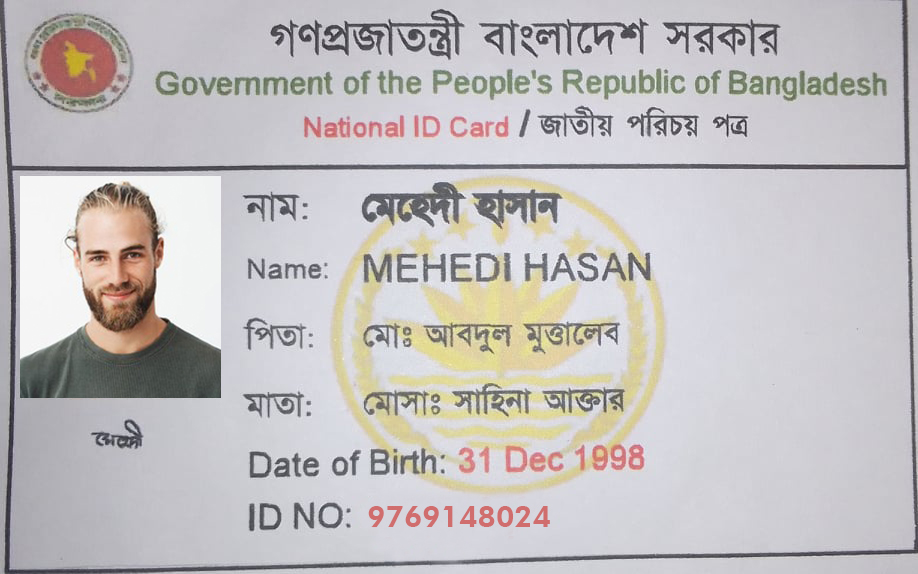 গণপ্রজাতন্ত্রী বাংলাদেশ সরকার
Government of the People's Republic of Bangladesh
National ID Card / জাতীয় পরিচয় পত্র
নাম: মেহেদী হাসান
Name: MEHEDI HASAN
পিতা: মোঃ আবদুল মুত্তালেব
মাতা: মোসাঃ সাহিনা আক্তার
মেহেদী
Date of Birth: 31 Dec 1998
ID NO: 9769148024